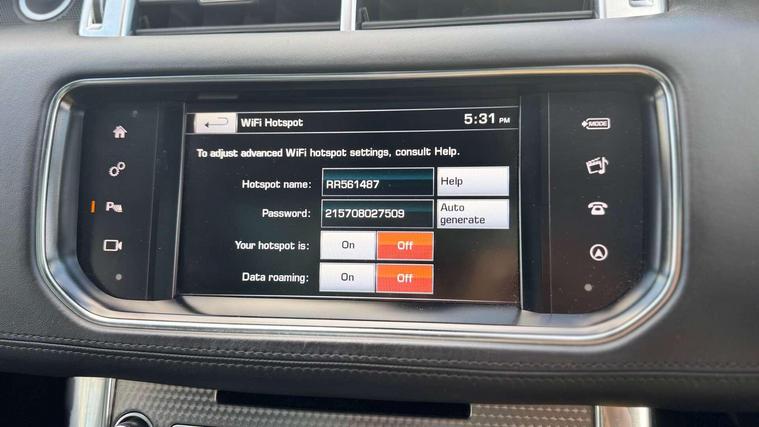 WiFi Hotspot 5:31 PM
To adjust advanced WiFi hotspot settings, consult Help.
Hotspot name: RR561487 Help
Password: 215708027509 Auto generate
Your hotspot is: On Off
Data roaming: On Off
MODE
P